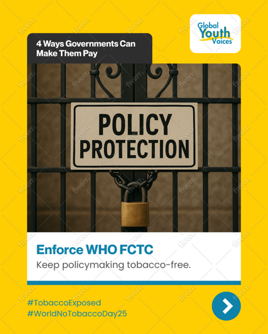 4 Ways Governments Can
Make Them Pay
Global
Youth
Voices
POLICY
PROTECTION
Enforce WHO FCTC
Keep policymaking tobacco-free.
#TobaccoExposed
#WorldNoTobaccoDay25